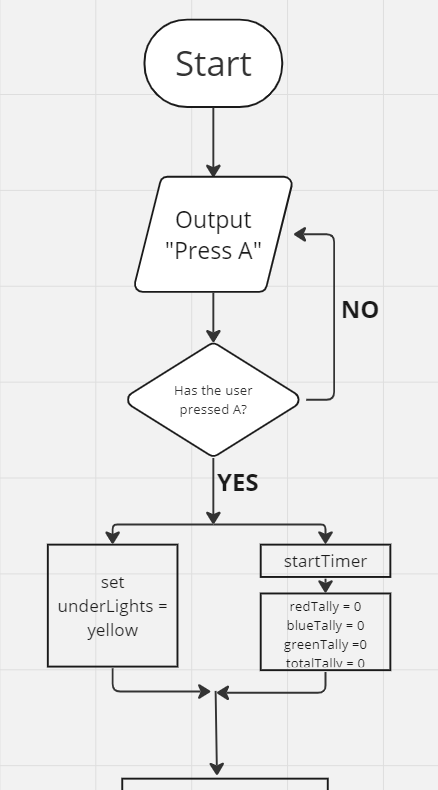 Start
Output
"Press A"
NO
Has the user
pressed A?
YES
set
underLights =
yellow
startTimer
redTally = 0
blueTally = 0
greenTally =0
totalTally = 0